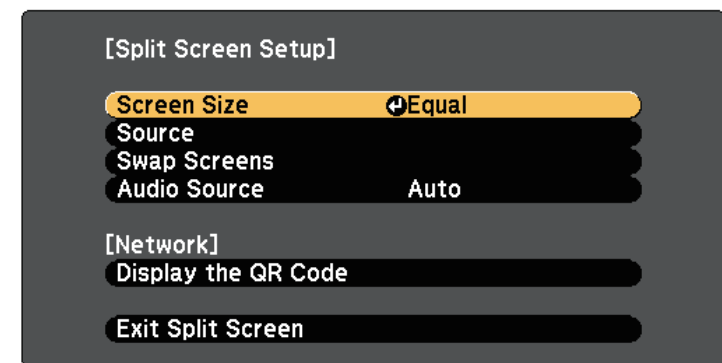 [Split Screen Setup]
Screen Size Equal
Source
Swap Screens
Audio Source Auto
[Network]
Display the QR Code
Exit Split Screen